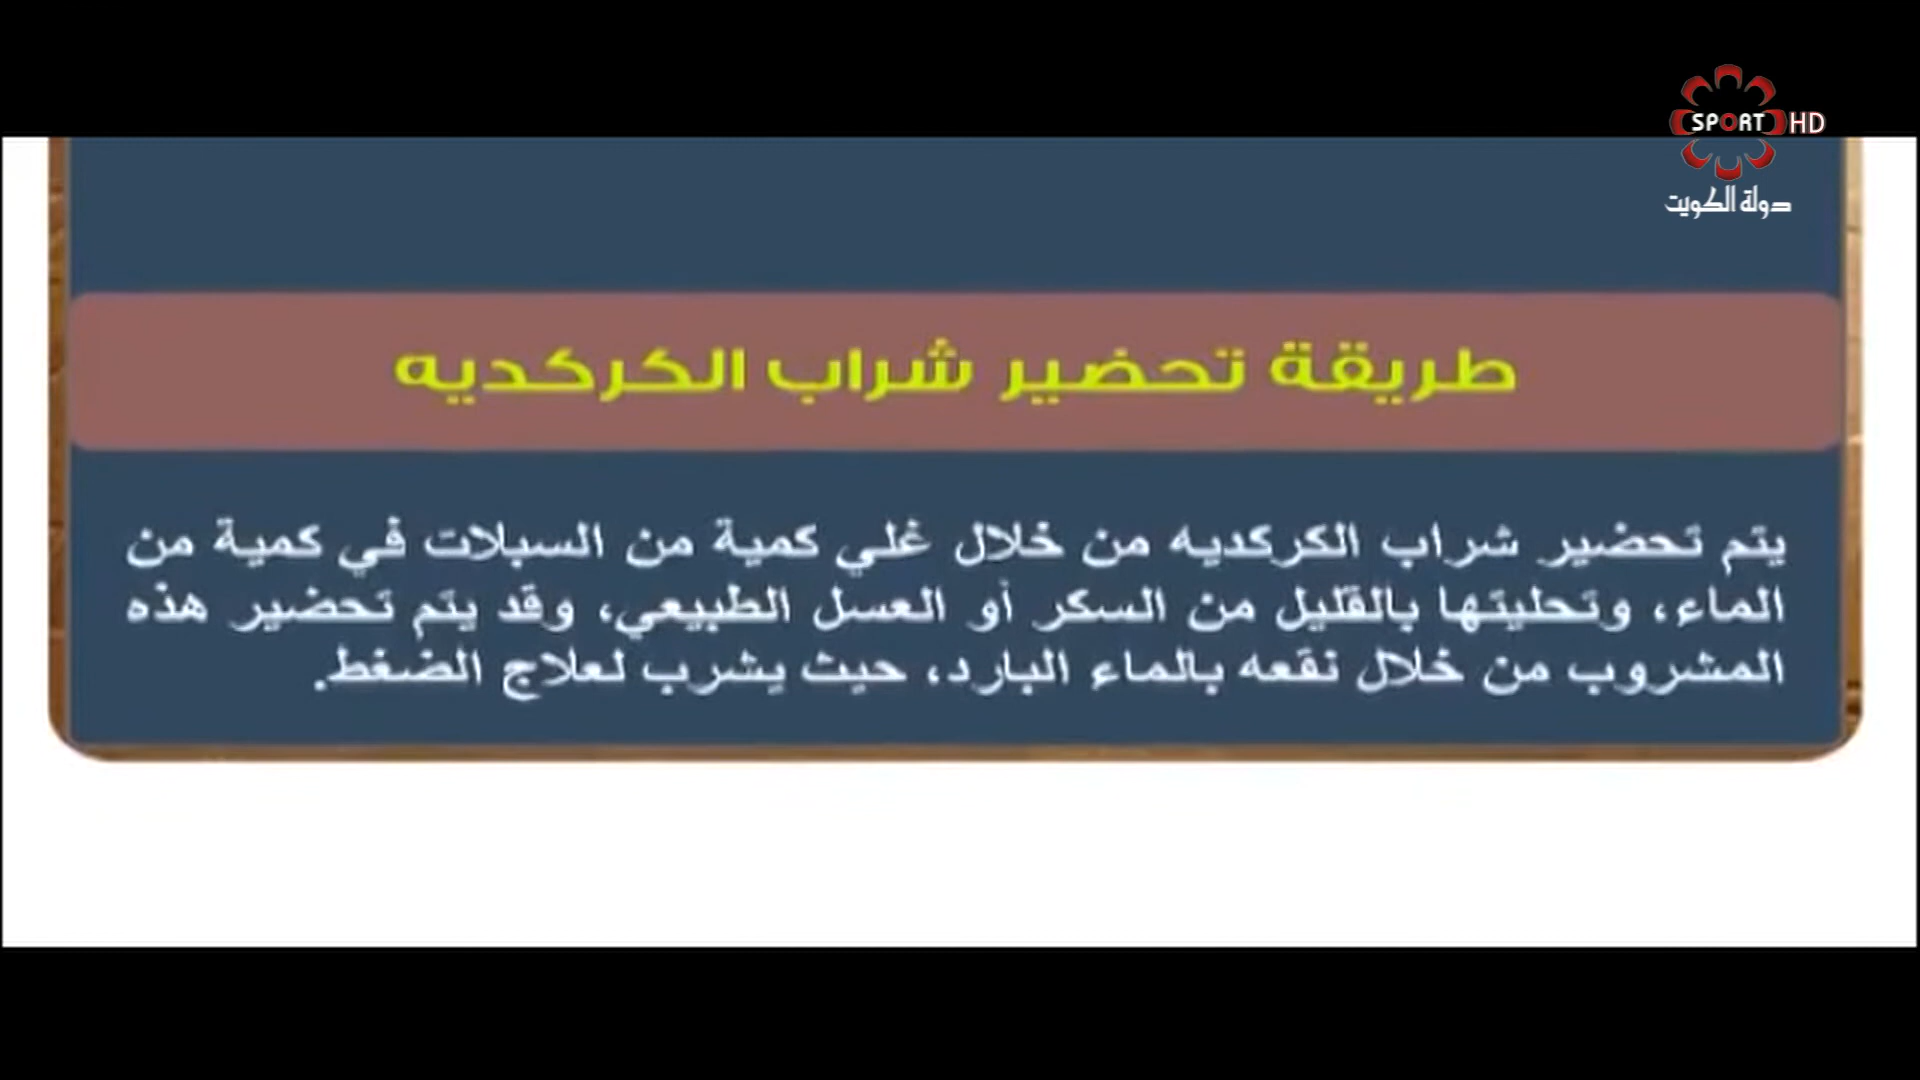 SPORT HD
دولة الكويت
طريقة تحضير شراب الكركديه
يتم تحضير شراب الكركديه من خلال غلي كمية من السبلات في كمية من
الماء، وتحليتها بالقليل من السكر أو العسل الطبيعي، وقد يتم تحضير هذه
المشروب من خلال نقعه بالماء البارد، حيث يشرب لعلاج الضغط.